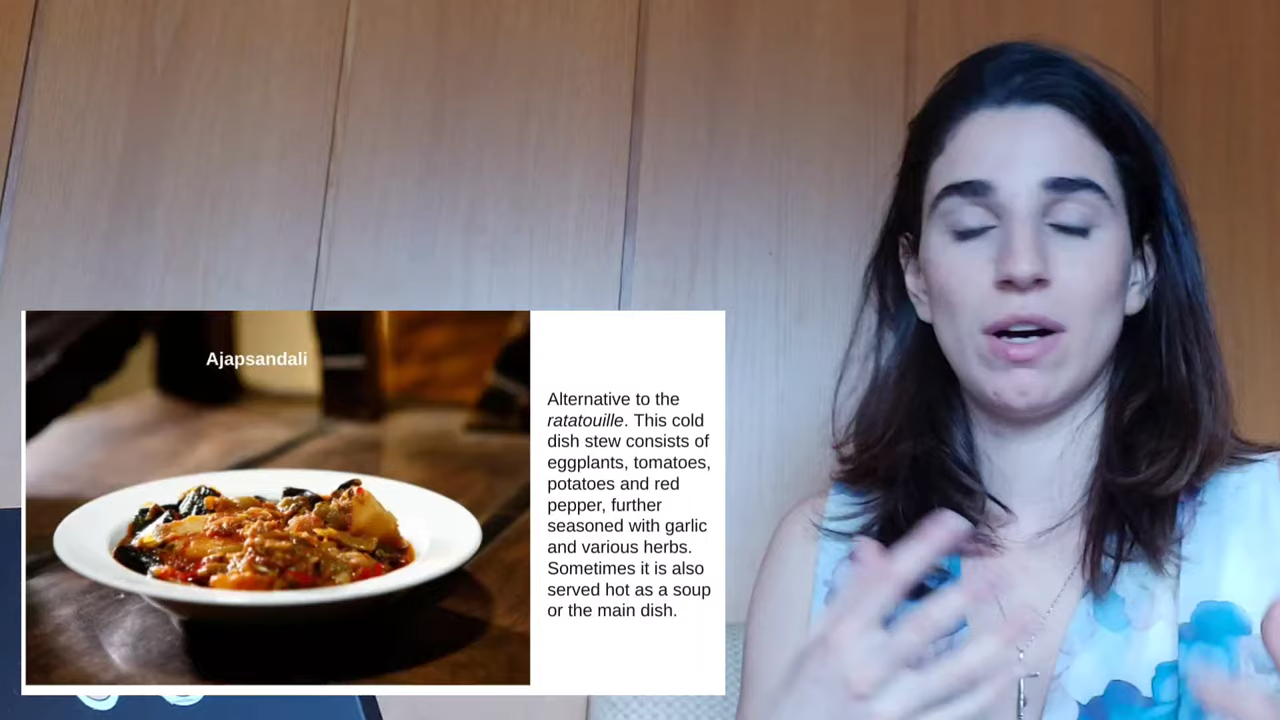 Ajapsandali
Alternative to the
ratatouille. This cold
dish stew consists of
eggplants, tomatoes,
potatoes and red
pepper, further
seasoned with garlic
and various herbs.
Sometimes it is also
served hot as a soup
or the main dish.